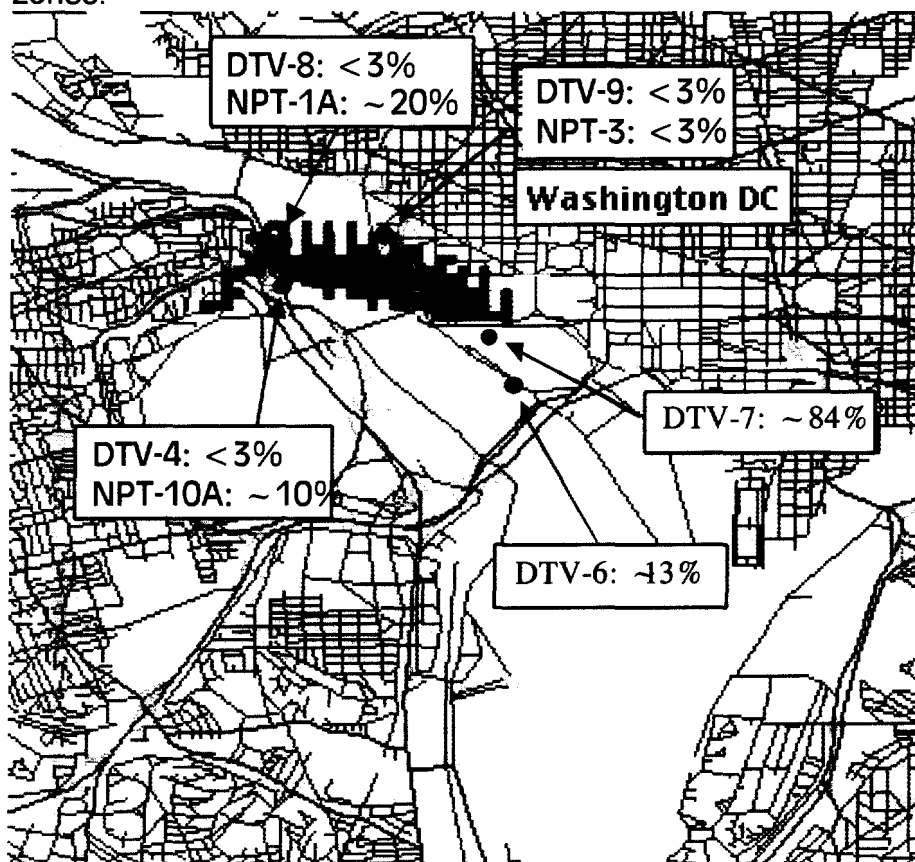 DTV-8: <3%
NPT-1A: ~20%
DTV-9: <3%
NPT-3: <3%
Washington DC
DTV-7: ~84%
DTV-4: <3%
NPT-10A: ~10%
DTV-6: ~13%